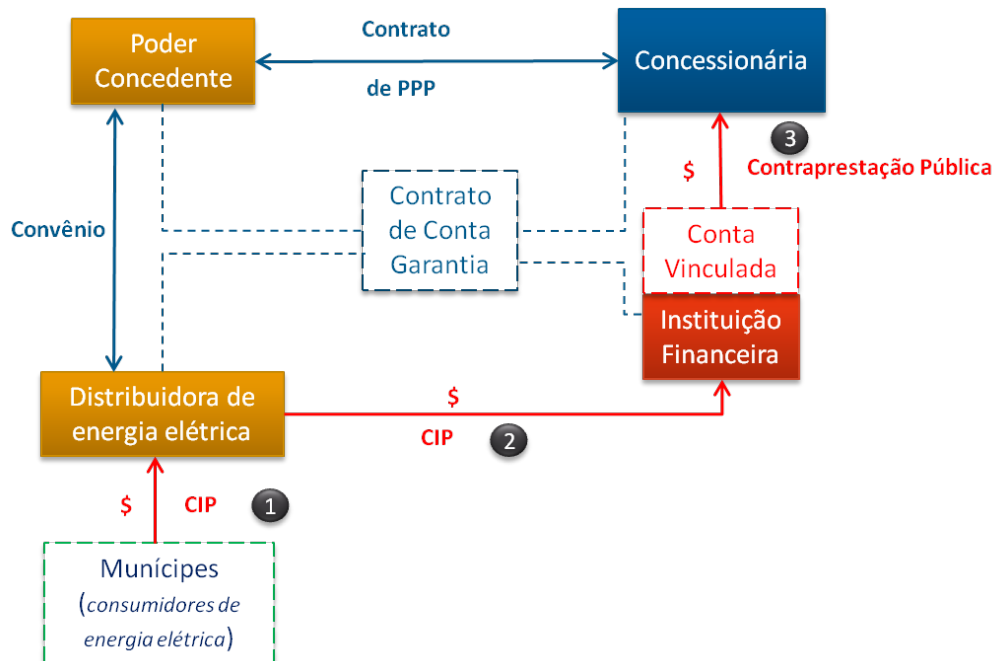 Poder
Concedente
Contrato
de PPP
Concessionária
3
$
Contraprestação Pública
Contrato
de Conta
Garantia
Conta
Vinculada
Convênio
Instituição
Financeira
Distribuidora de
energia elétrica
$
CIP
2
$
CIP
1
Munícipes
(consumidores de
energia elétrica)